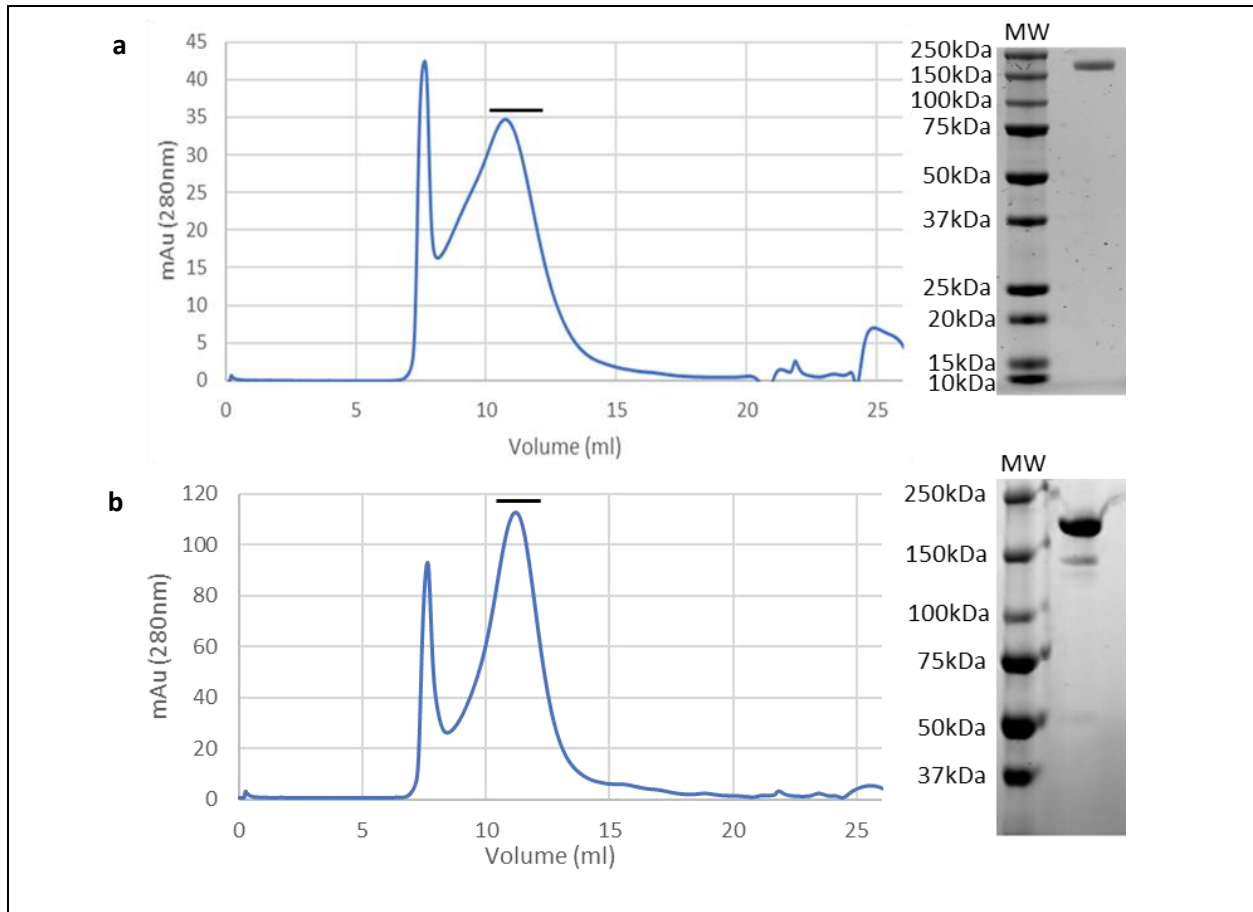 a
45
40
35
30
25
20
15
10
5
0
mAu (280nm)
0 5 10 15 20 25
Volume (ml)
MW
250kDa
150kDa
100kDa
75kDa
50kDa
37kDa
25kDa
20kDa
15kDa
10kDa
b
120
100
80
60
40
20
0
mAu (280nm)
0 5 10 15 20 25
Volume (ml)
MW
250kDa
150kDa
100kDa
75kDa
50kDa
37kDa